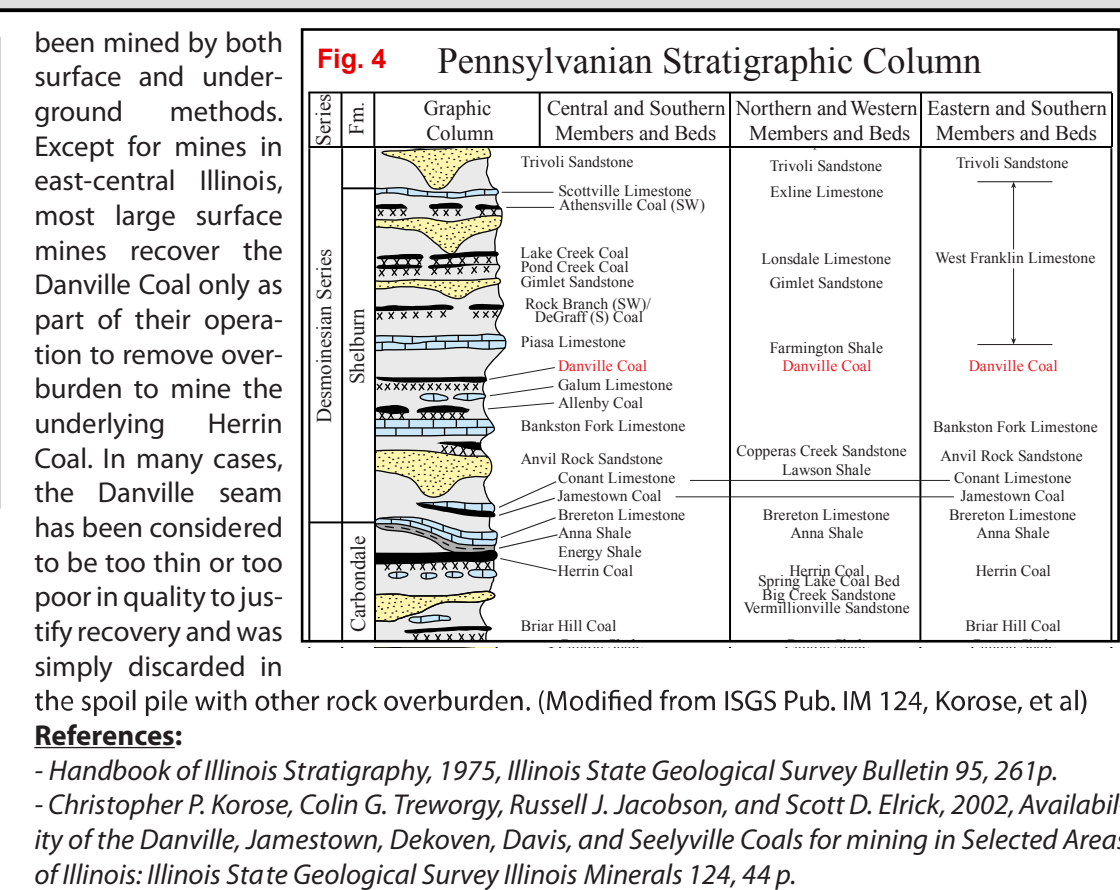 been mined by both
surface and under-
ground methods.
Except for mines in
east-central Illinois,
most large surface
mines recover the
Danville Coal only as
part of their opera-
tion to remove over-
burden to mine the
underlying Herrin
Coal. In many cases,
the Danville seam
has been considered
to be too thin or too
poor in quality to jus-
tify recovery and was
simply discarded in
the spoil pile with other rock overburden. (Modified from ISGS Pub. IM 124, Korose, et al)
Fig. 4 Pennsylvanian Stratigraphic Column
Series
Fm.
Graphic
Column
Central and Southern
Members and Beds
Northern and Western
Members and Beds
Eastern and Southern
Members and Beds
Desmoinesian Series
Shelburn
Carbondale
Trivoli Sandstone
Scottville Limestone
Athensville Coal (SW)
Lake Creek Coal
Pond Creek Coal
Gimlet Sandstone
Rock Branch (SW)/
DeGraff (S) Coal
Piasa Limestone
Danville Coal
Galum Limestone
Allenby Coal
Bankston Fork Limestone
Anvil Rock Sandstone
Conant Limestone
Jamestown Coal
Brereton Limestone
Anna Shale
Energy Shale
Herrin Coal
Briar Hill Coal
Trivoli Sandstone
Exline Limestone
Lonsdale Limestone
Gimlet Sandstone
Farmington Shale
Danville Coal
Copperas Creek Sandstone
Lawson Shale
Brereton Limestone
Anna Shale
Herrin Coal
Spring Lake Coal Bed
Big Creek Sandstone
Vermillionville Sandstone
Trivoli Sandstone
West Franklin Limestone
Danville Coal
Bankston Fork Limestone
Anvil Rock Sandstone
Conant Limestone
Jamestown Coal
Brereton Limestone
Anna Shale
Herrin Coal
Briar Hill Coal
References:
- Handbook of Illinois Stratigraphy, 1975, Illinois State Geological Survey Bulletin 95, 261p.
- Christopher P. Korose, Colin G. Treworgy, Russell J. Jacobson, and Scott D. Elrick, 2002, Availabil-
ity of the Danville, Jamestown, Dekoven, Davis, and Seelyville Coals for mining in Selected Areas
of Illinois: Illinois State Geological Survey Illinois Minerals 124, 44 p.